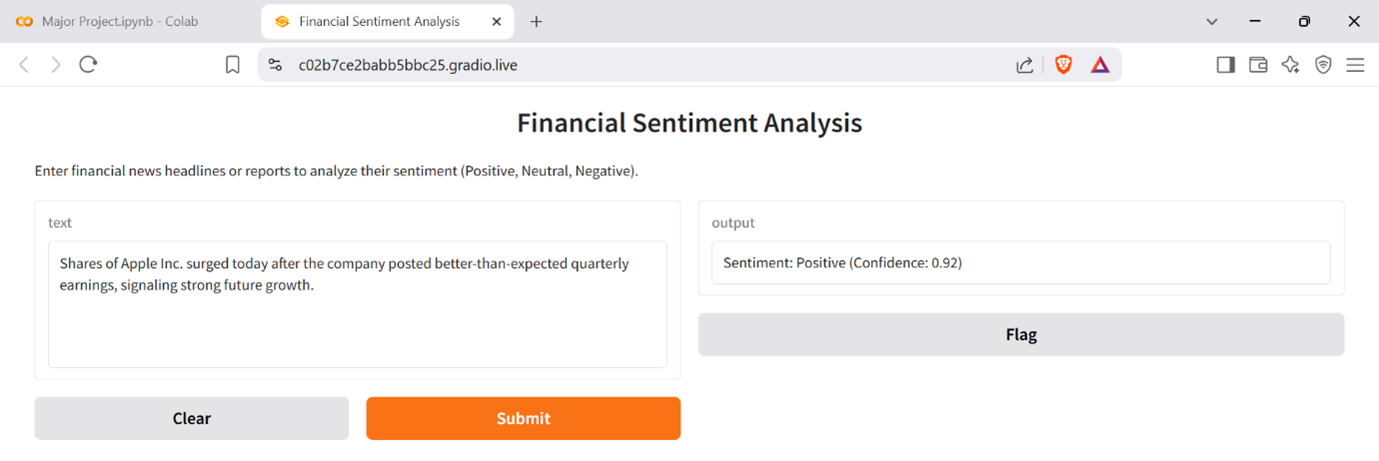 Major Project.ipynb - Colab
Financial Sentiment Analysis
c02b7ce2babb5bbc25.gradio.live
Financial Sentiment Analysis
Enter financial news headlines or reports to analyze their sentiment (Positive, Neutral, Negative).
text
Shares of Apple Inc. surged today after the company posted better-than-expected quarterly
earnings, signaling strong future growth.
Clear
Submit
output
Sentiment: Positive (Confidence: 0.92)
Flag